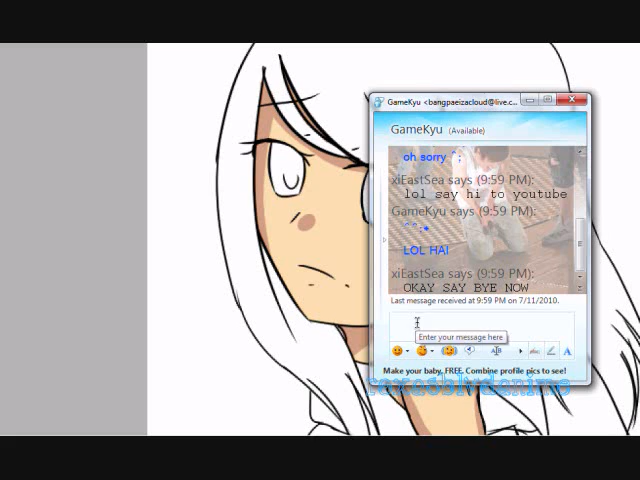 GameKyu <bangpaeizacloud@live.c...
GameKyu (Available)
oh sorry ^;
xiEastSea says (9:59 PM):
lol say hi to youtube
GameKyu says (9:59 PM):
LOL HAI
xiEastSea says (9:59 PM):
OKAY SAY BYE NOW
Last message received at 9:59 PM on 7/11/2010.
Enter your message here
Make your baby, FREE. Combine profile pics to see!